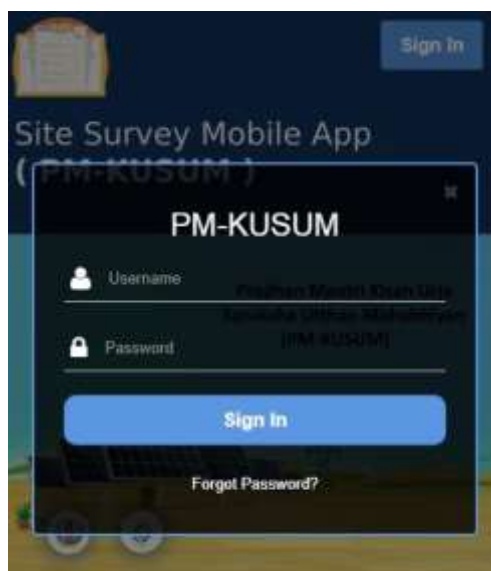 Sign In
Site Survey Mobile App
( PM-KUSUM )
PM-KUSUM
Username
Pradhan Mantri Kisan Urja
Suraksha Utthan Mahabhiyan
(PM-KUSUM)
Password
Sign In
Forgot Password?